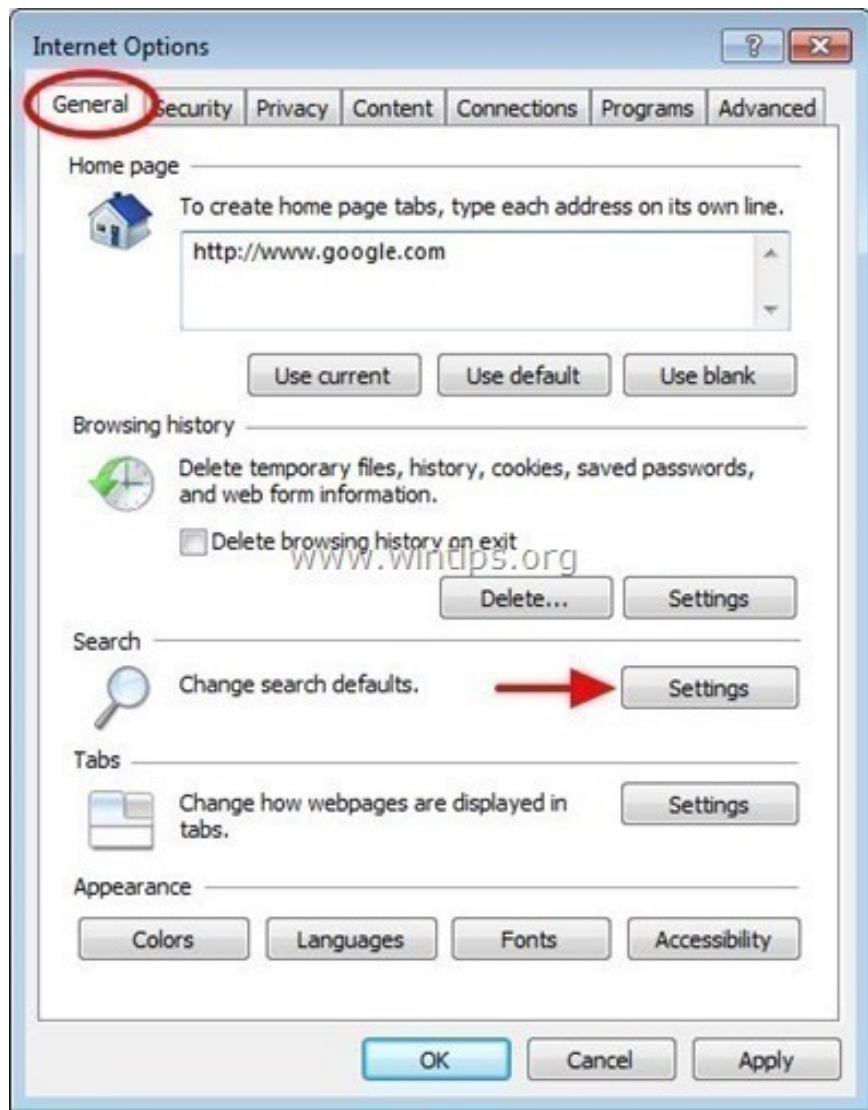 Internet Options
General Security Privacy Content Connections Programs Advanced
Home page
To create home page tabs, type each address on its own line.
http://www.google.com
Use current Use default Use blank
Browsing history
Delete temporary files, history, cookies, saved passwords,
and web form information.
Delete browsing history on exit
www.wintips.org
Delete... Settings
Search
Change search defaults. Settings
Tabs
Change how webpages are displayed in
tabs.
Settings
Appearance
Colors Languages Fonts Accessibility
OK Cancel Apply